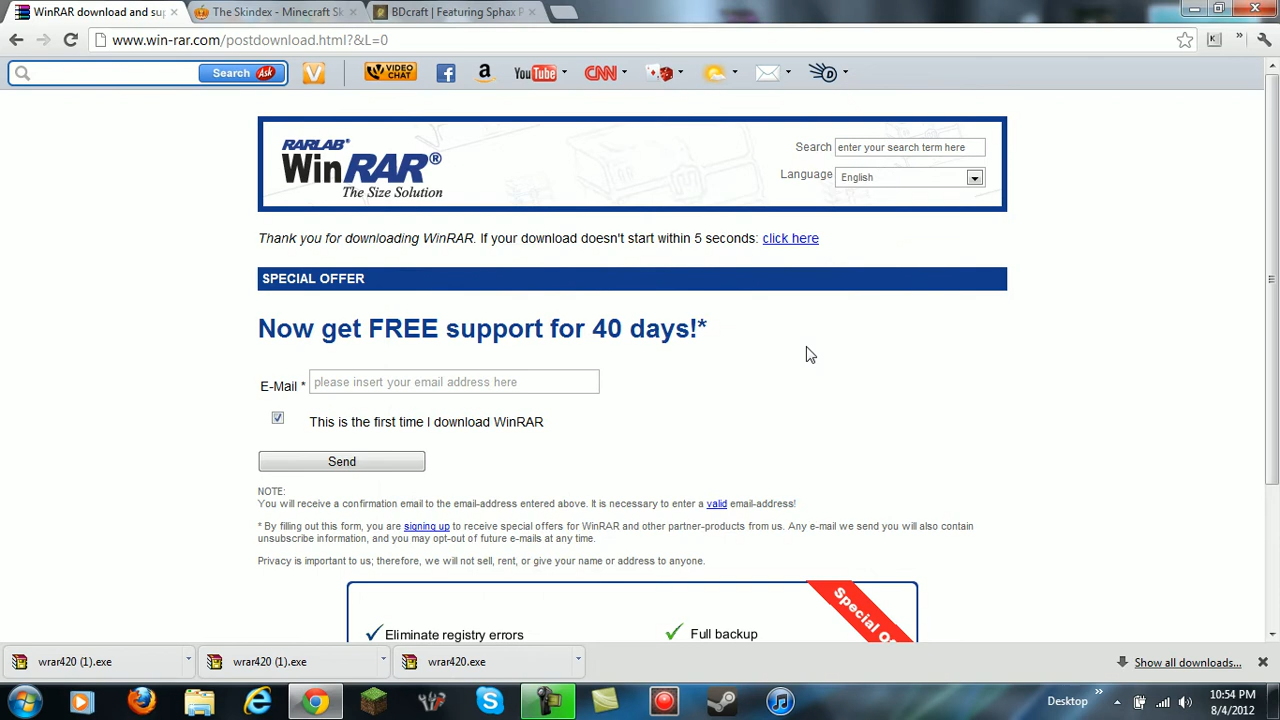 WinRAR download and sup
The Skindex - Minecraft Sk
BDcraft | Featuring Sphax P
www.win-rar.com/postdownload.html?&L=0
Search Ask
VIDEO CHAT
YouTube
CNN
RARLAB®
WinRAR®
The Size Solution
Search enter your search term here
Language English
Thank you for downloading WinRAR. If your download doesn't start within 5 seconds: click here
SPECIAL OFFER
Now get FREE support for 40 days!*
E-Mail * please insert your email address here
This is the first time I download WinRAR
Send
NOTE:
You will receive a confirmation email to the email-address entered above. It is necessary to enter a valid email-address!
* By filling out this form, you are signing up to receive special offers for WinRAR and other partner-products from us. Any e-mail we send you will also contain
unsubscribe information, and you may opt-out of future e-mails at any time.
Privacy is important to us; therefore, we will not sell, rent, or give your name or address to anyone.
Special Of
Eliminate registry errors
Full backup
wrar420 (1).exe
wrar420 (1).exe
wrar420.exe
Show all downloads...
Desktop
10:54 PM
8/4/2012